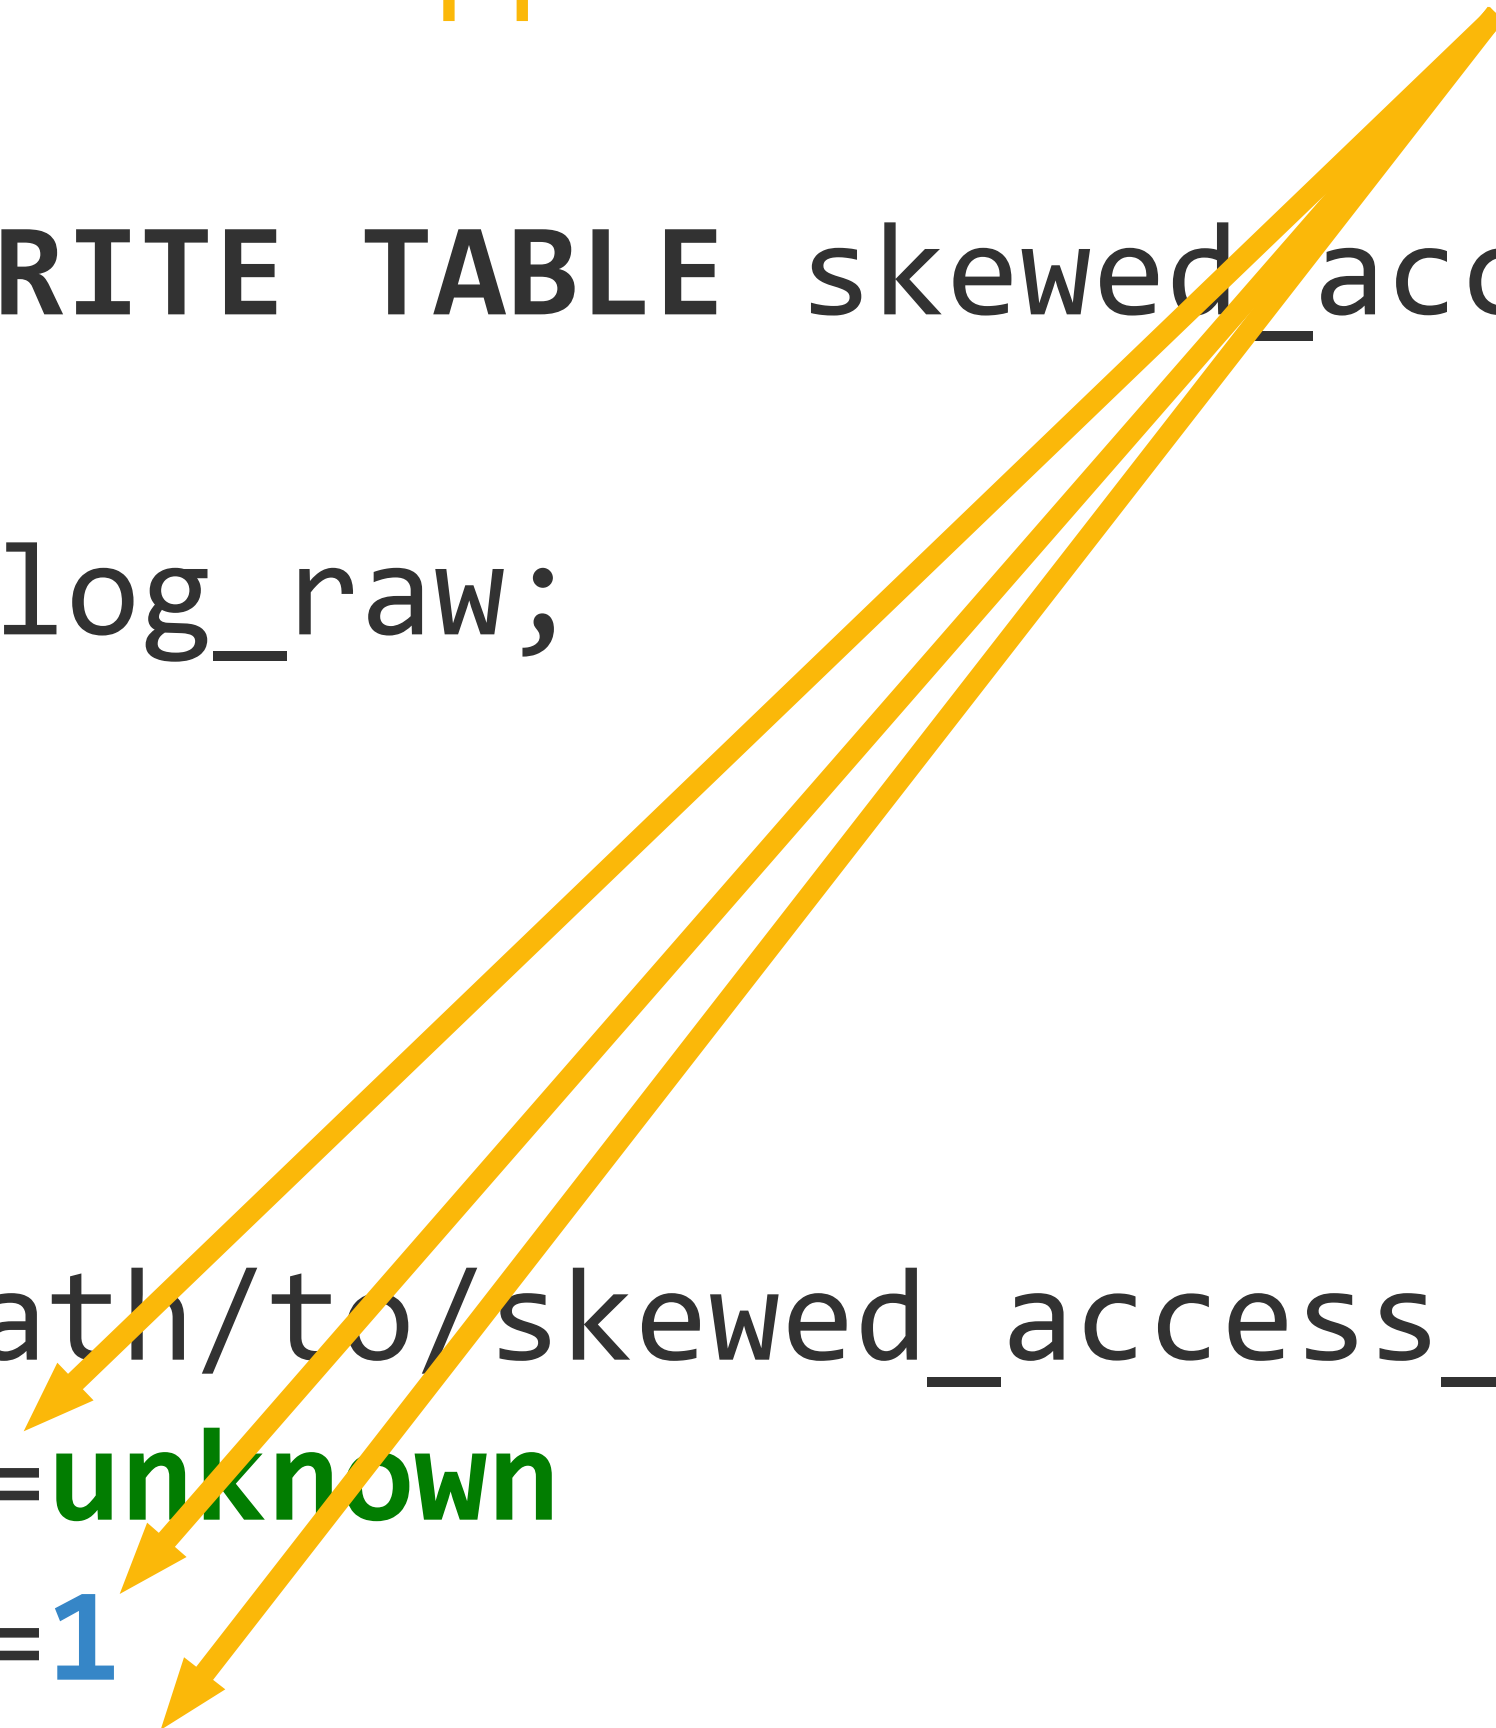 RITE TABLE skewed_acc
log_raw;
ath/to/skewed_access_
=unknown
=1